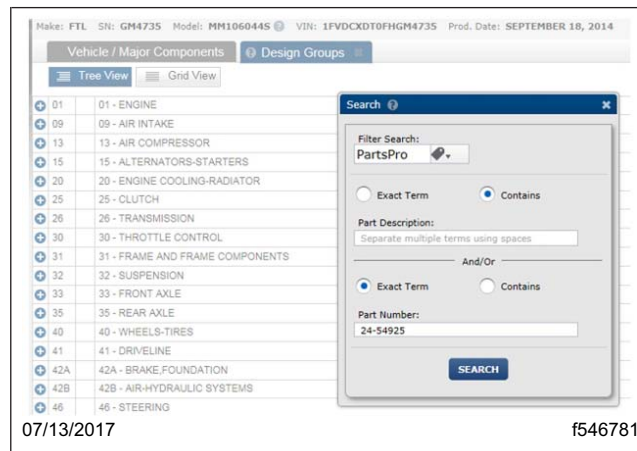 Make: FTL SN: GM4735 Model: MM106044S VIN: 1FVDCXDT0FHGM4735 Prod. Date: SEPTEMBER 18, 2014
Vehicle / Major Components Design Groups
Tree View Grid View
01 01 - ENGINE
09 09 - AIR INTAKE
13 13 - AIR COMPRESSOR
15 15 - ALTERNATORS-STARTERS
20 20 - ENGINE COOLING-RADIATOR
25 25 - CLUTCH
26 26 - TRANSMISSION
30 30 - THROTTLE CONTROL
31 31 - FRAME AND FRAME COMPONENTS
32 32 - SUSPENSION
33 33 - FRONT AXLE
35 35 - REAR AXLE
40 40 - WHEELS-TIRES
41 41 - DRIVELINE
42A 42A - BRAKE,FOUNDATION
42B 42B - AIR-HYDRAULIC SYSTEMS
46 46 - STEERING
Search
Filter Search:
PartsPro
Exact Term Contains
Part Description:
Separate multiple terms using spaces
And/Or
Exact Term Contains
Part Number:
24-54925
SEARCH
07/13/2017 f546781